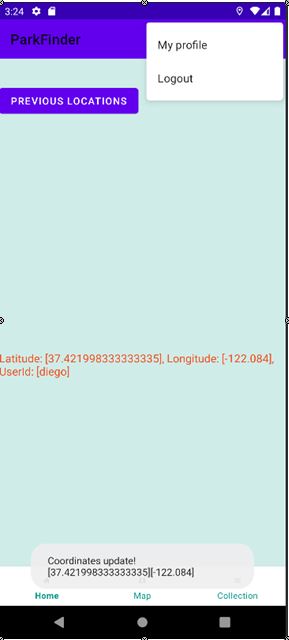 3:24
ParkFinder
My profile
Logout
PREVIOUS LOCATIONS
Latitude: [37.421998333333335], Longitude: [-122.084],
UserId: [diego]
Coordinates update!
[37.421998333333335][-122.084]
Home
Map
Collection